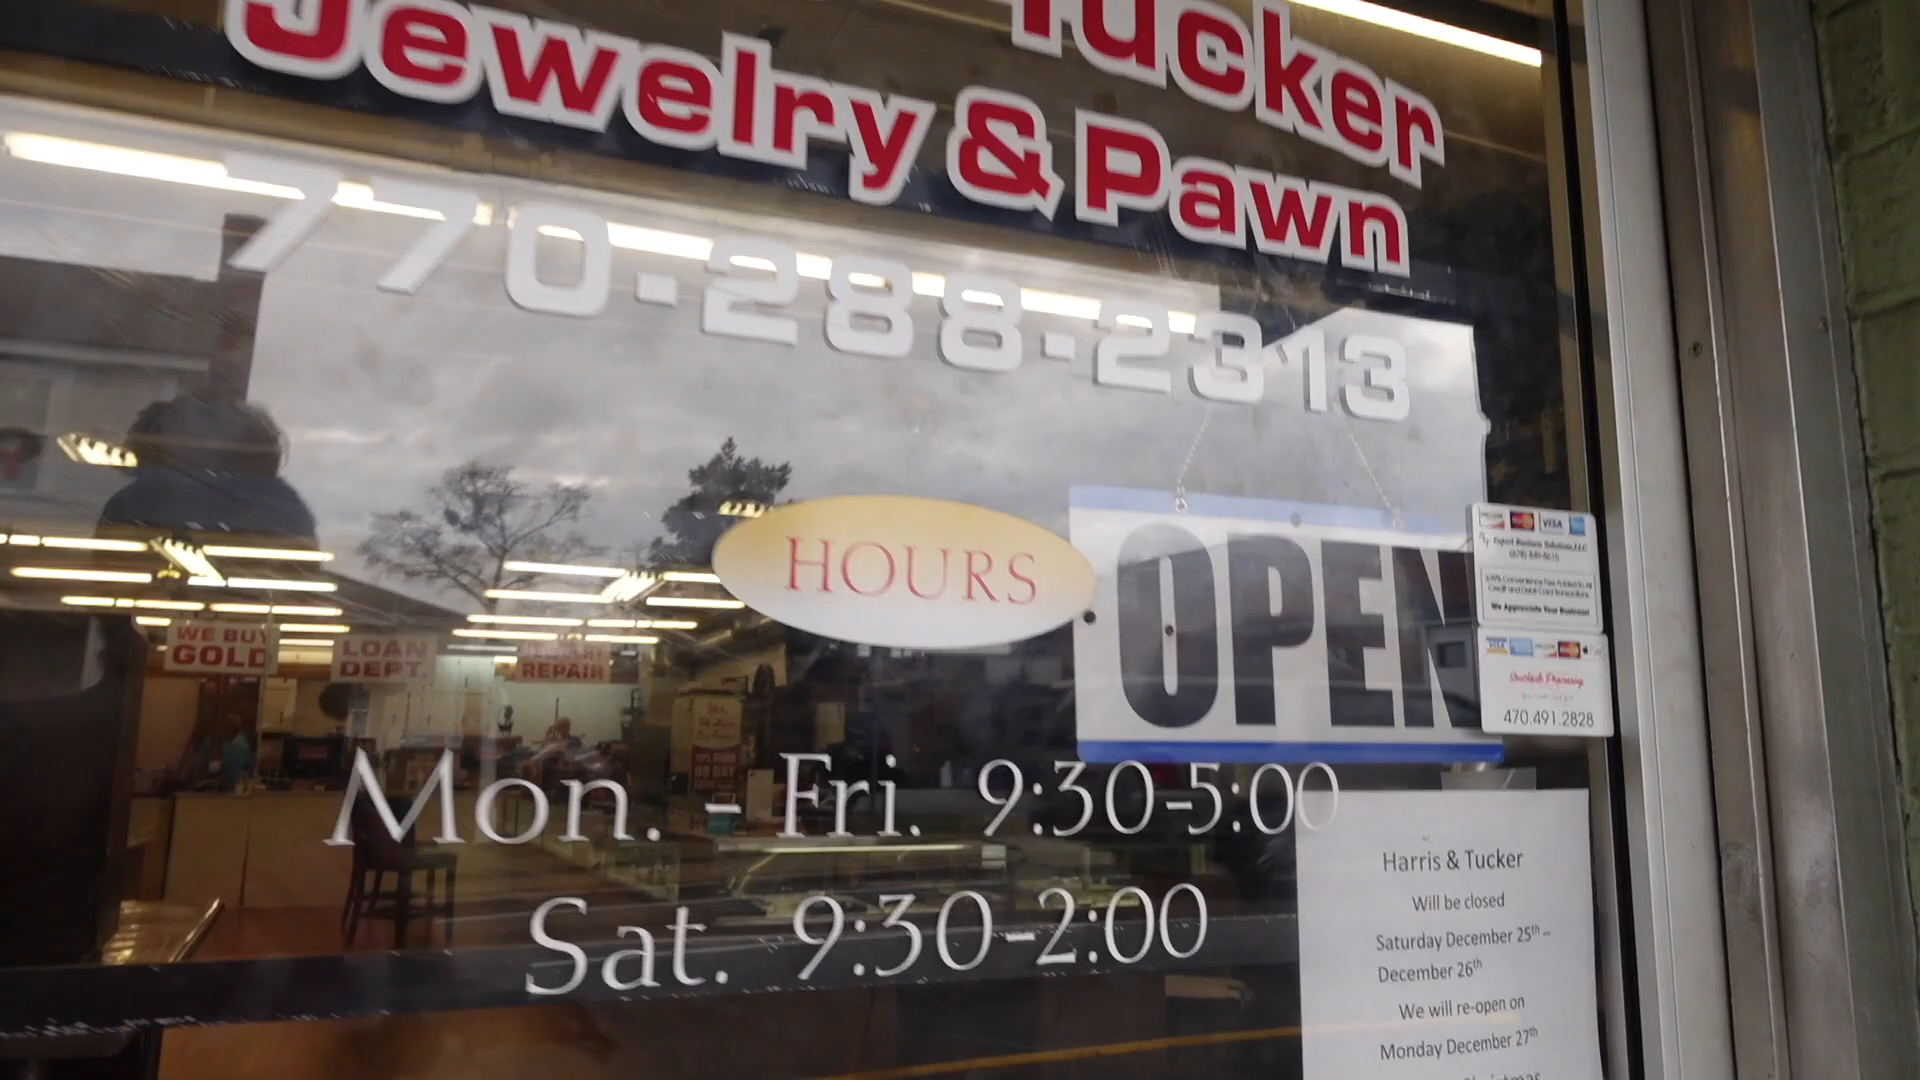 Tucker
Jewelry & Pawn
770-288-2313
HOURS
OPEN
VISA
We Appreciate Your Business!
470.491.2828
WE BUY
GOLD
LOAN
DEPT.
JEWELRY
REPAIR
Mon. - Fri. 9:30-5:00
Sat. 9:30-2:00
Harris & Tucker
Will be closed
Saturday December 25th –
December 26th
We will re-open on
Monday December 27th